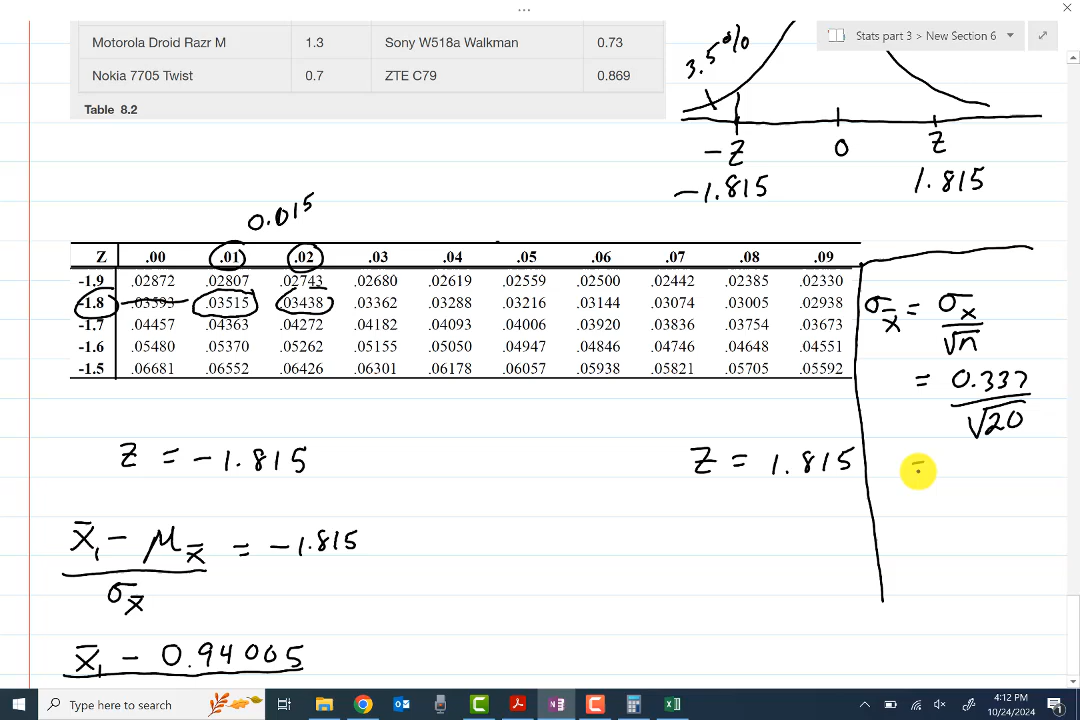 Motorola Droid Razr M 1.3 Sony W518a Walkman 0.73
Nokia 7705 Twist 0.7 ZTE C79 0.869
Table 8.2
Stats part 3 > New Section 6
3.5%
-Z 0 Z
-1.815 1.815
0.015
Z .00 .01 .02 .03 .04 .05 .06 .07 .08 .09
-1.9 .02872 .02807 .02743 .02680 .02619 .02559 .02500 .02442 .02385 .02330
-1.8 .03593 .03515 .03438 .03362 .03288 .03216 .03144 .03074 .03005 .02938
-1.7 .04457 .04363 .04272 .04182 .04093 .04006 .03920 .03836 .03754 .03673
-1.6 .05480 .05370 .05262 .05155 .05050 .04947 .04846 .04746 .04648 .04551
-1.5 .06681 .06552 .06426 .06301 .06178 .06057 .05938 .05821 .05705 .05592
σx̄ = σx
√n
= 0.337
√20
=
Z = -1.815 Z = 1.815
x̄₁ - μx̄ = -1.815
σx̄
x̄₁ - 0.94005
Type here to search
4:12 PM
10/24/2024